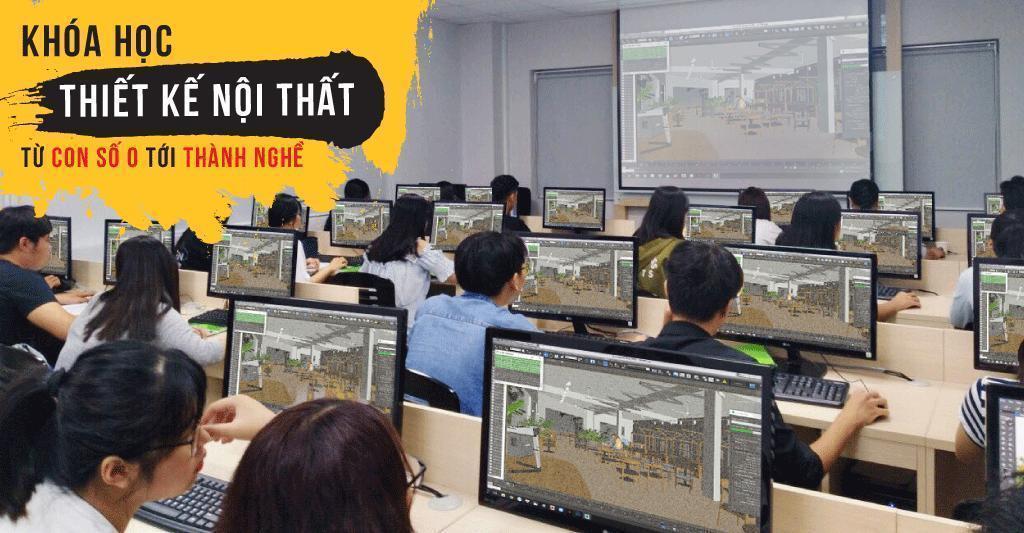 KHÓA HỌC
THIẾT KẾ NỘI THẤT
TỪ CON SỐ 0 TỚI THÀNH NGHỀ